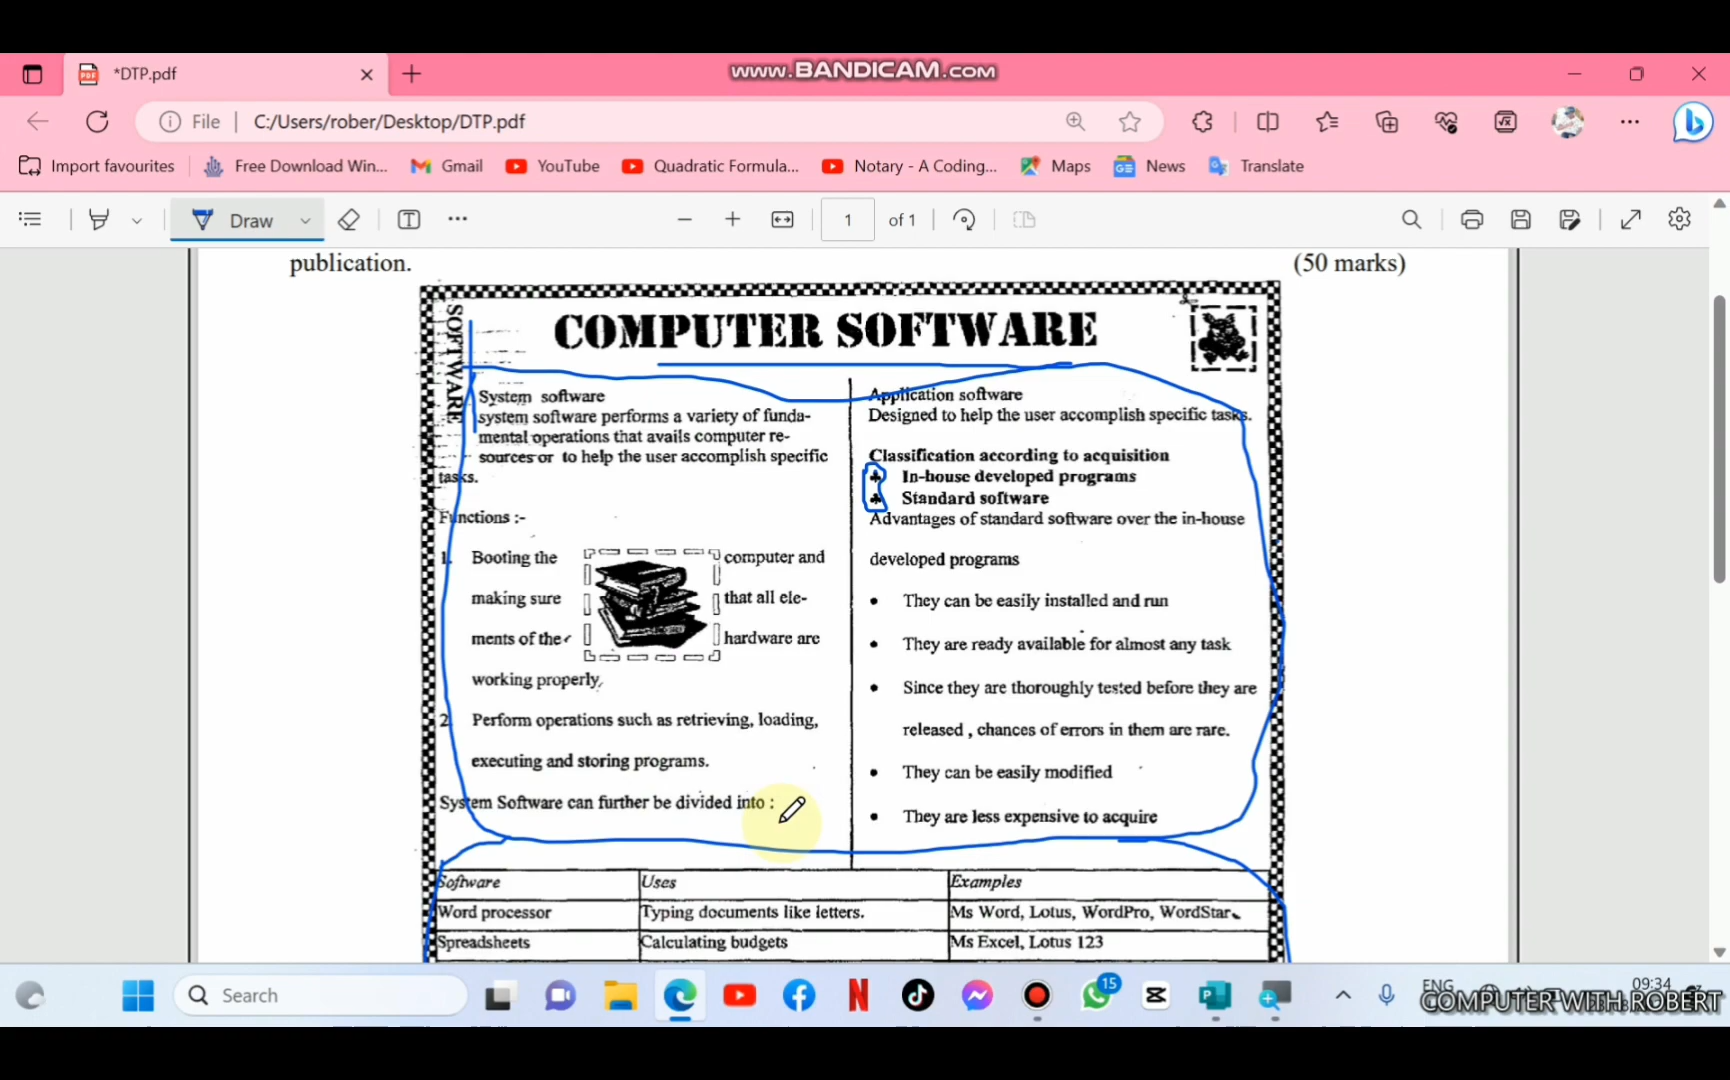 *DTP.pdf
www.BANDICAM.com
File
C:/Users/rober/Desktop/DTP.pdf
Import favourites
Free Download Win...
Gmail
YouTube
Quadratic Formula...
Notary - A Coding...
Maps
News
Translate
Draw
1 of 1
publication.
(50 marks)
SOFTWARE
COMPUTER SOFTWARE
System software
system software performs a variety of funda-
mental operations that avails computer re-
sources or to help the user accomplish specific
tasks.
Functions :-
1. Booting the computer and
making sure that all ele-
ments of the hardware are
working properly.
2. Perform operations such as retrieving, loading,
executing and storing programs.
System Software can further be divided into :
Application software
Designed to help the user accomplish specific tasks.
Classification according to acquisition
♣ In-house developed programs
♣ Standard software
Advantages of standard software over the in-house
developed programs
• They can be easily installed and run
• They are ready available for almost any task
• Since they are thoroughly tested before they are
released , chances of errors in them are rare.
• They can be easily modified
• They are less expensive to acquire
Software Uses Examples
Word processor Typing documents like letters. Ms Word, Lotus, WordPro, WordStar
Spreadsheets Calculating budgets Ms Excel, Lotus 123
Search
15
ENG
09:34
COMPUTER WITH ROBERT